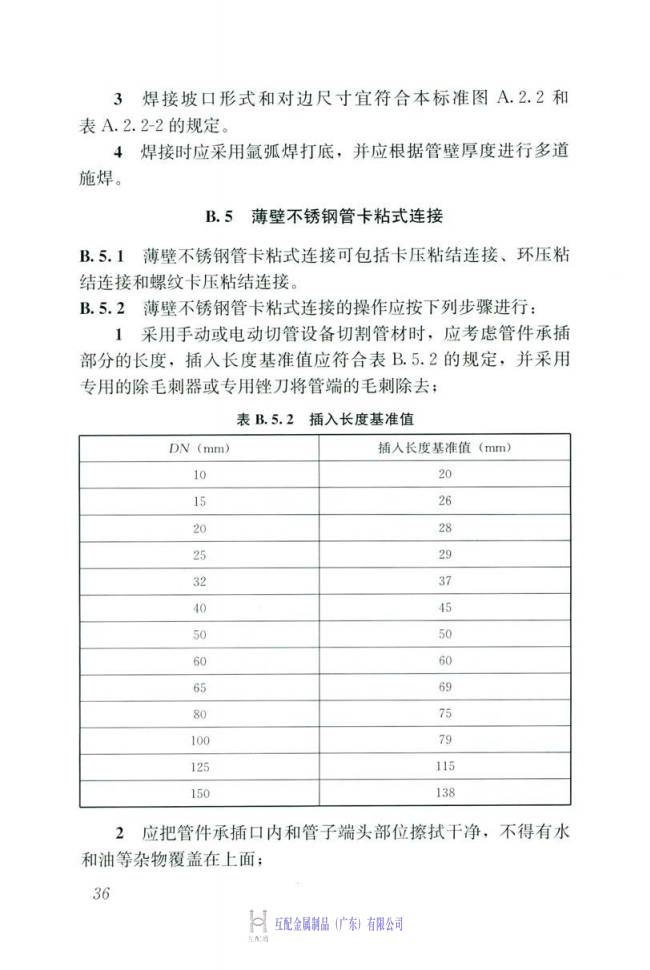 3 焊接坡口形式和对边尺寸宜符合本标准图 A.2.2 和
表 A.2.2-2 的规定。
4 焊接时应采用氩弧焊打底，并应根据管壁厚度进行多道
施焊。
B.5 薄壁不锈钢管卡粘式连接
B.5.1 薄壁不锈钢管卡粘式连接可包括卡压粘结连接、环压粘
结连接和螺纹卡压粘结连接。
B.5.2 薄壁不锈钢管卡粘式连接的操作应按下列步骤进行：
1 采用手动或电动切管设备切割管材时，应考虑管件承插
部分的长度，插入长度基准值应符合表 B.5.2 的规定，并采用
专用的除毛刺器或专用锉刀将管端的毛刺除去；
表 B.5.2 插入长度基准值
DN（mm） 插入长度基准值（mm）
10 20
15 26
20 28
25 29
32 37
40 45
50 50
60 60
65 69
80 75
100 79
125 115
150 138
2 应把管件承插口内和管子端头部位擦拭干净，不得有水
和油等杂物覆盖在上面；
36
互配金属制品（广东）有限公司